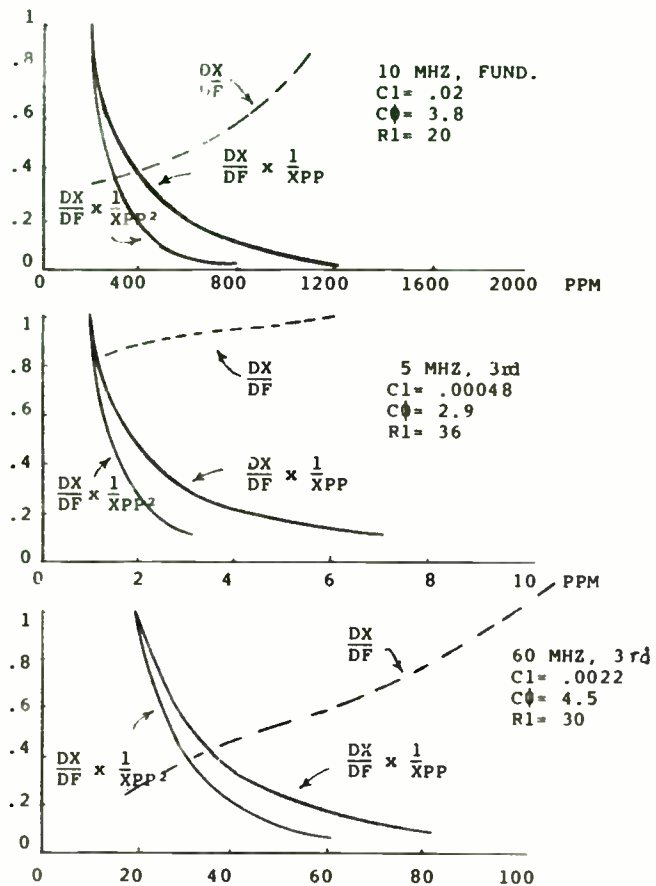 1
.8
.6
.4
.2
0
DX
DF
10 MHZ, FUND.
C1= .02
CΦ= 3.8
R1= 20
DX/DF x 1/XPP
DX/DF x 1/XPP²
0 400 800 1200 1600 2000 PPM
1
.8
.6
.4
.2
0
DX
DF
5 MHZ, 3rd
C1= .00048
CΦ= 2.9
R1= 36
DX/DF x 1/XPP
DX/DF x 1/XPP²
0 2 4 6 8 10 PPM
1
.8
.6
.4
.2
0
DX
DF
60 MHZ, 3rd
C1= .0022
CΦ= 4.5
R1= 30
DX/DF x 1/XPP²
DX/DF x 1/XPP
0 20 40 60 80 100